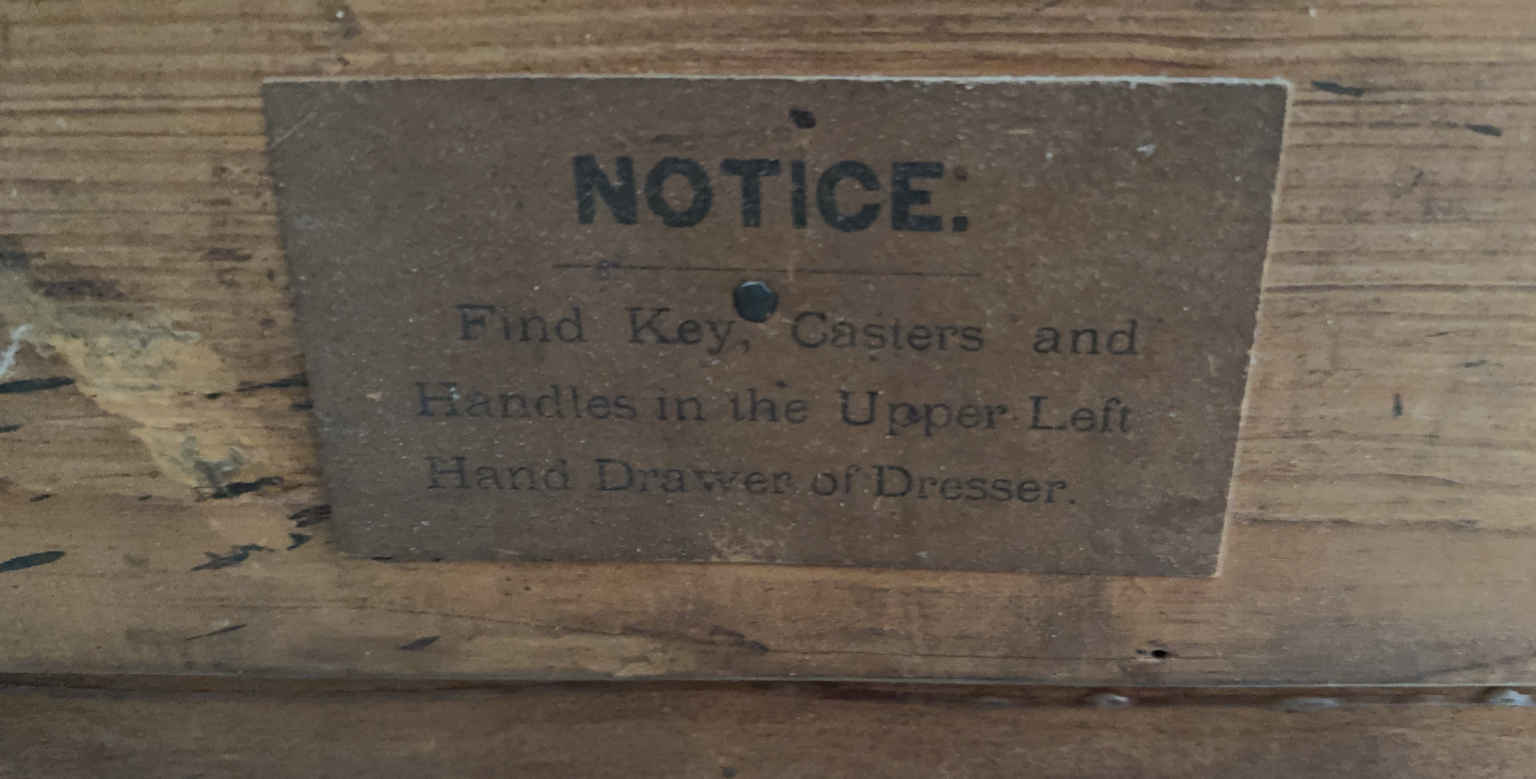 NOTICE:
Find Key, Casters and
Handles in the Upper Left
Hand Drawer of Dresser.